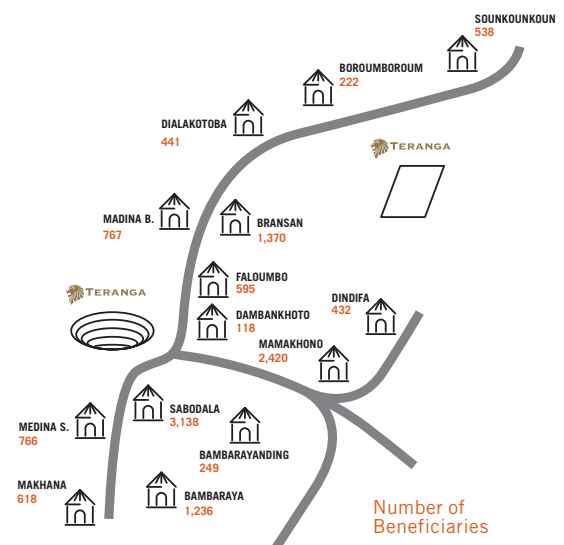 SOUNKOUNKOUN
538
BOROUMBOROUM
222
DIALAKOTOBA
441
TERANGA
MADINA B.
767
BRANSAN
1,370
FALOUMBO
595
TERANGA
DINDIFA
432
DAMBANKHOTO
118
MAMAKHONO
2,420
SABODALA
3,138
MEDINA S.
766
BAMBARAYANDING
249
MAKHANA
618
BAMBARAYA
1,236
Number of
Beneficiaries